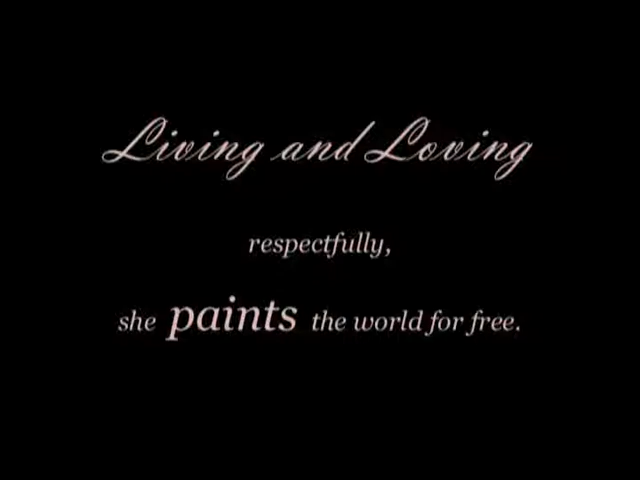 Living and Loving
respectfully,
she paints the world for free.